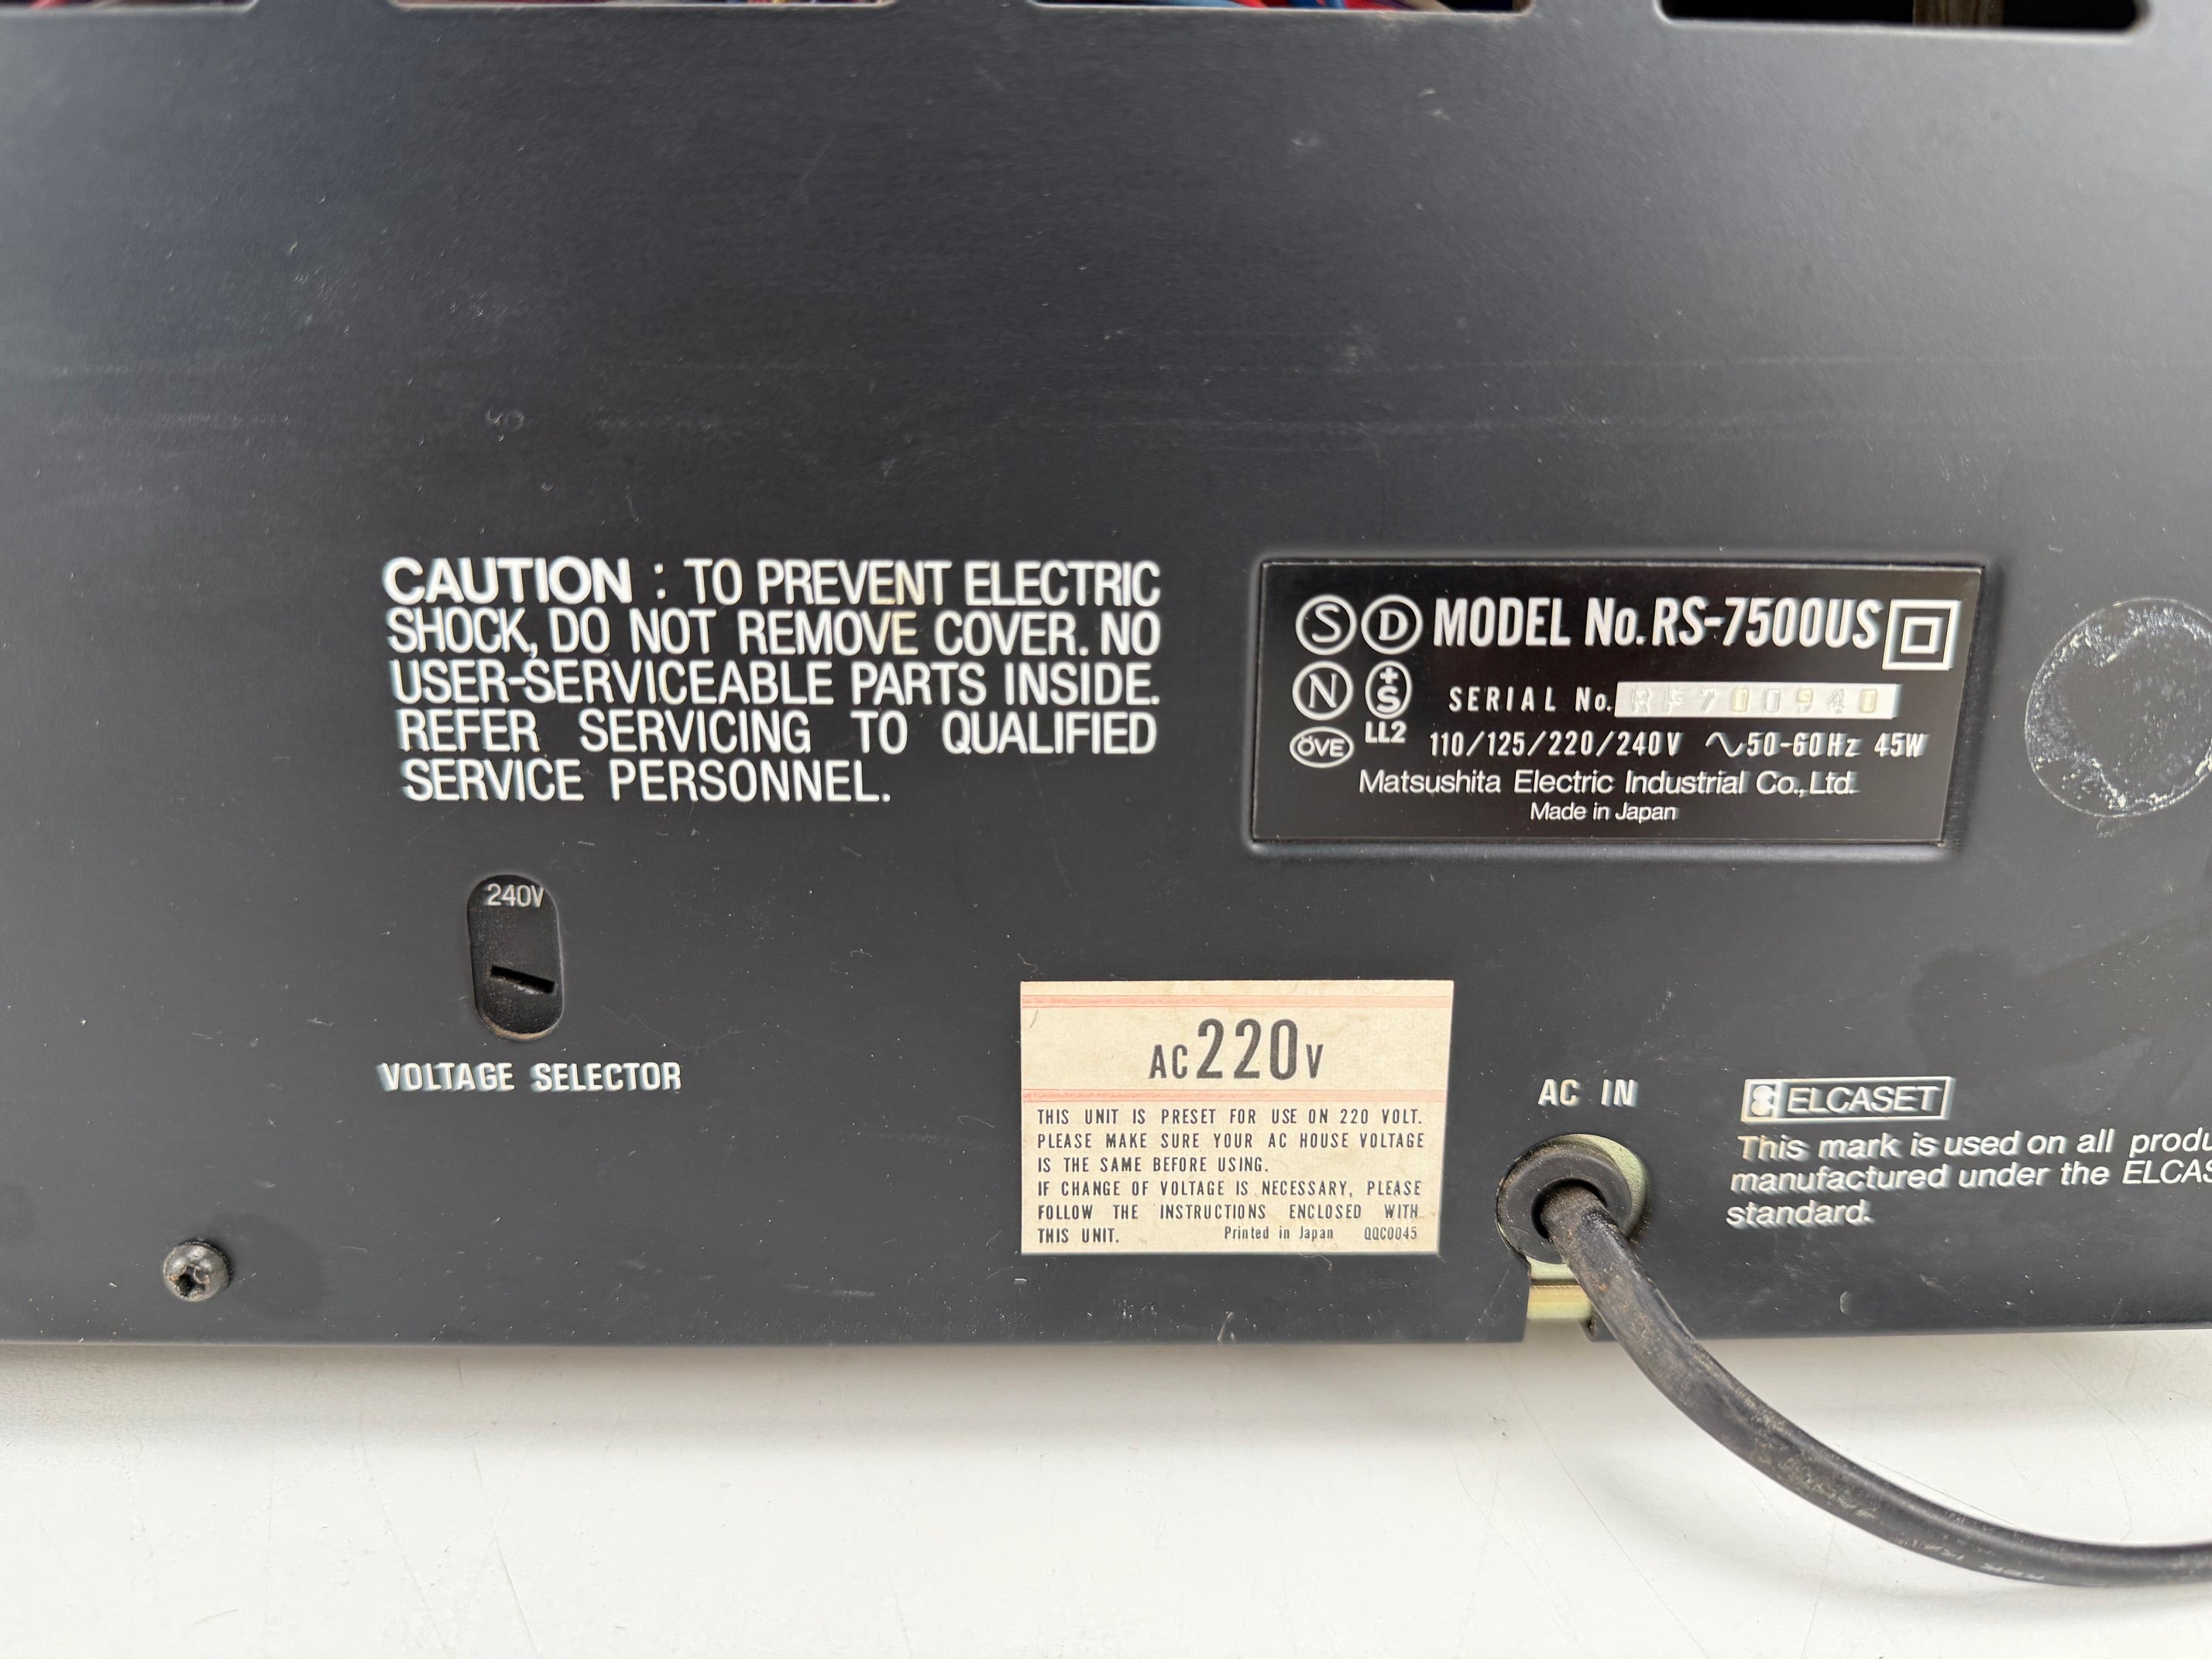 CAUTION : TO PREVENT ELECTRIC
SHOCK, DO NOT REMOVE COVER. NO
USER-SERVICEABLE PARTS INSIDE.
REFER SERVICING TO QUALIFIED
SERVICE PERSONNEL.
240V
VOLTAGE SELECTOR
S D MODEL No. RS-7500US
N +S
SERIAL No.
ÖVE LL2 110/125/220/240V ∿50-60Hz 45W
Matsushita Electric Industrial Co., Ltd.
Made in Japan
AC 220V
THIS UNIT IS PRESET FOR USE ON 220 VOLT.
PLEASE MAKE SURE YOUR AC HOUSE VOLTAGE
IS THE SAME BEFORE USING.
IF CHANGE OF VOLTAGE IS NECESSARY, PLEASE
FOLLOW THE INSTRUCTIONS ENCLOSED WITH
THIS UNIT. Printed in Japan QQC0045
AC IN
ELCASET
This mark is used on all produ
manufactured under the ELCAS
standard.